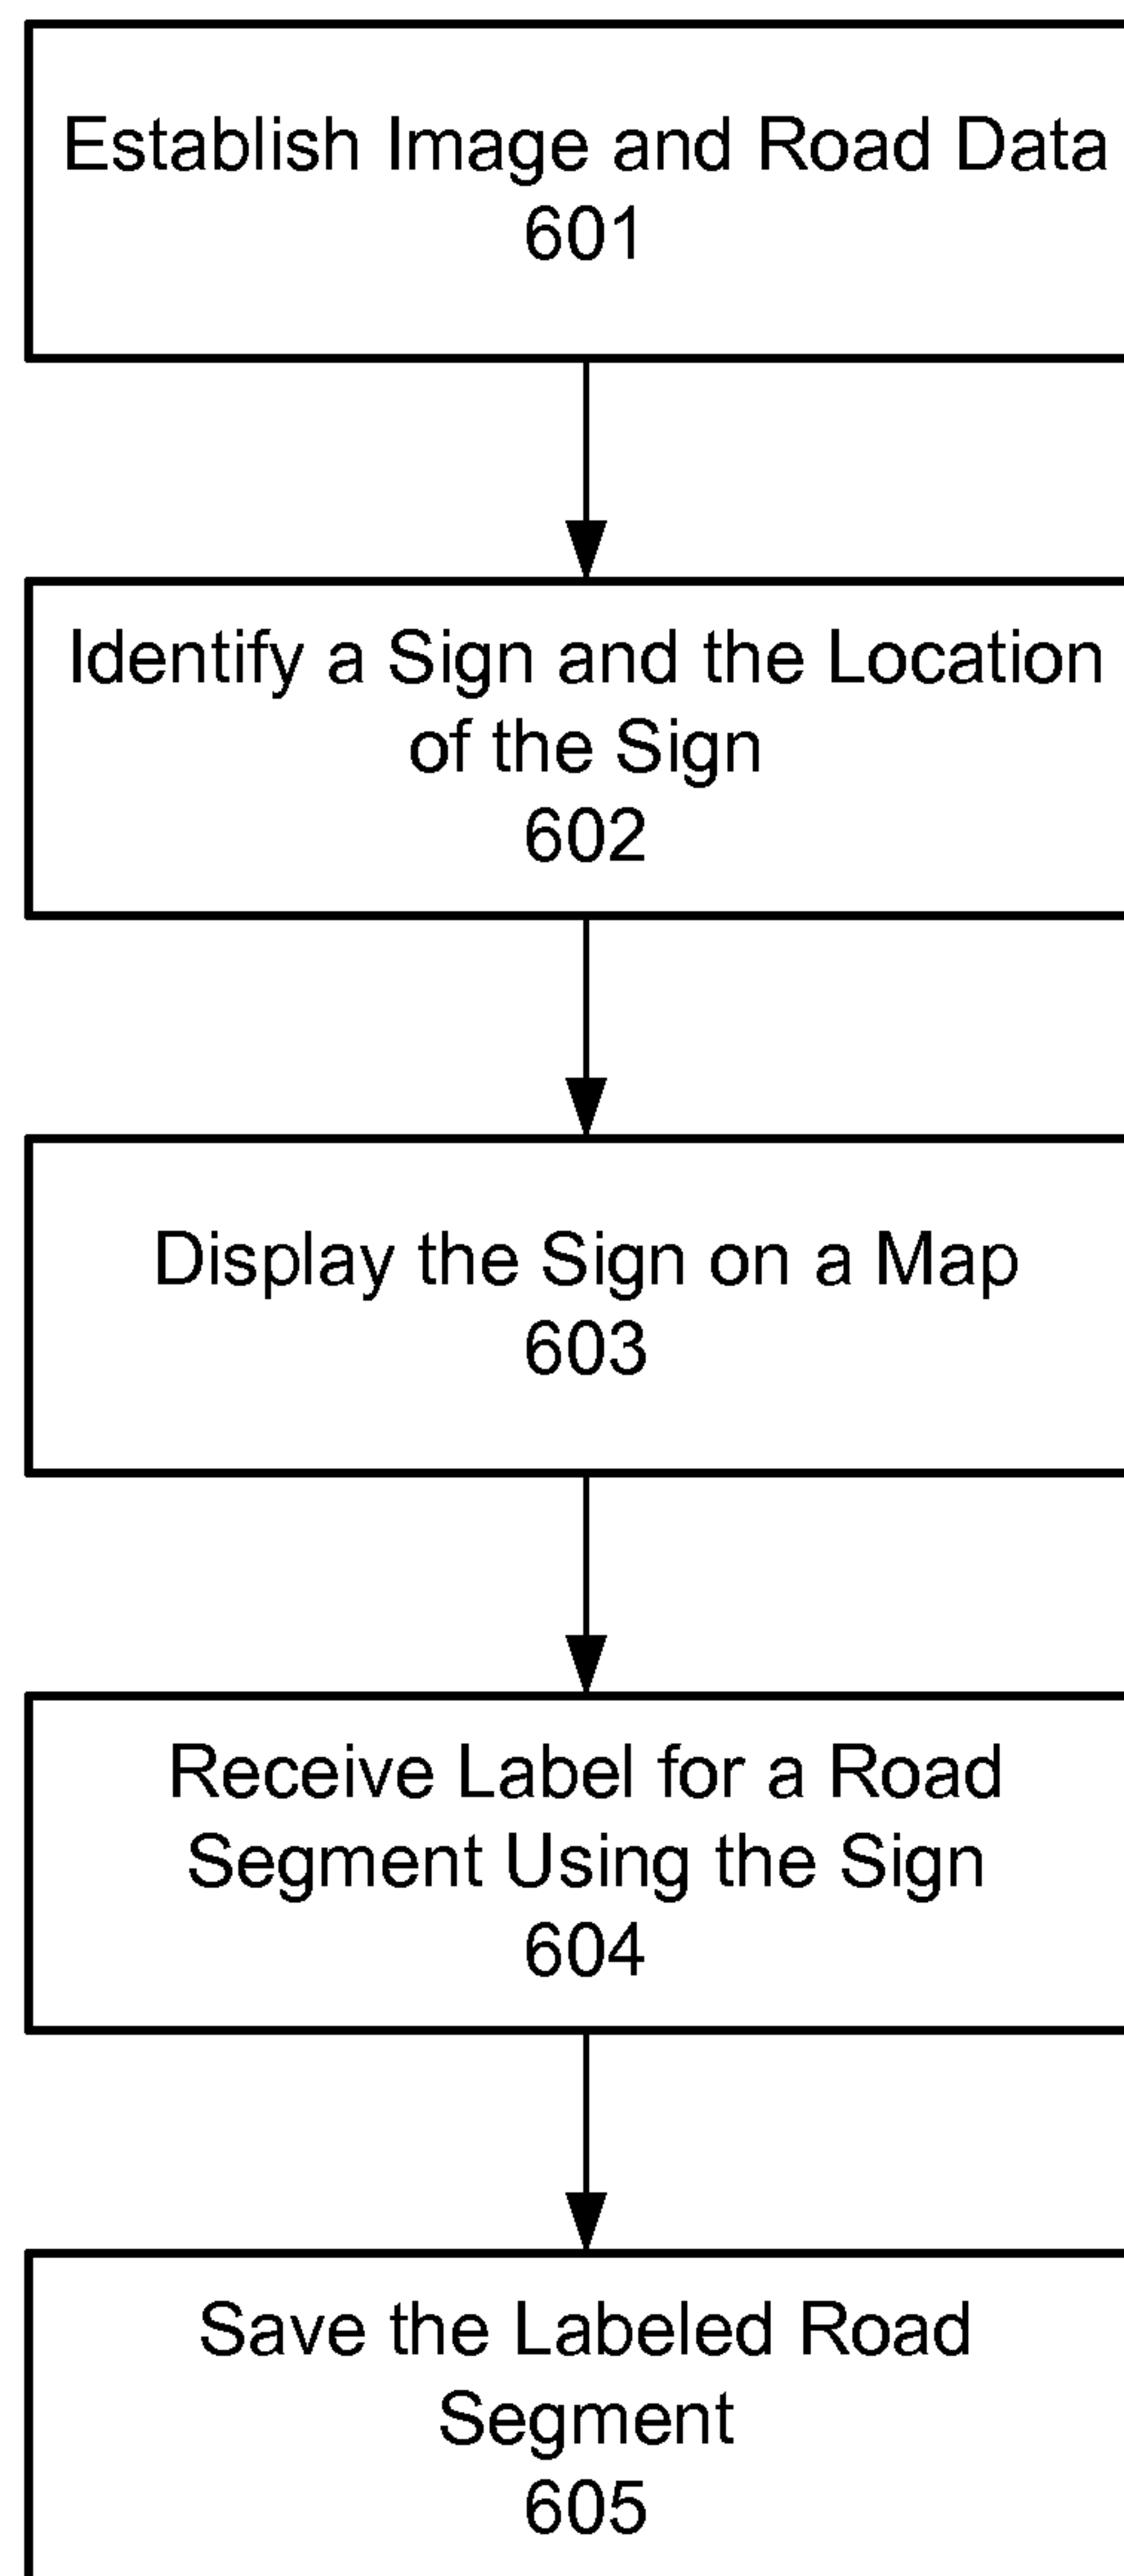 Establish Image and Road Data
601
Identify a Sign and the Location
of the Sign
602
Display the Sign on a Map
603
Receive Label for a Road
Segment Using the Sign
604
Save the Labeled Road
Segment
605